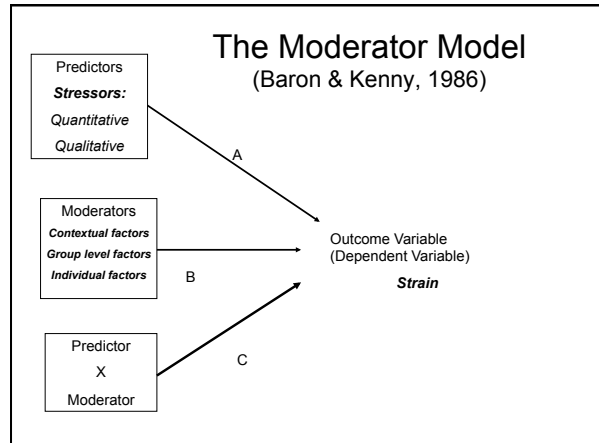 The Moderator Model
(Baron & Kenny, 1986)
Predictors
Stressors:
Quantitative
Qualitative
A
Moderators
Contextual factors
Group level factors
Individual factors
B
Outcome Variable
(Dependent Variable)
Strain
Predictor
X
Moderator
C